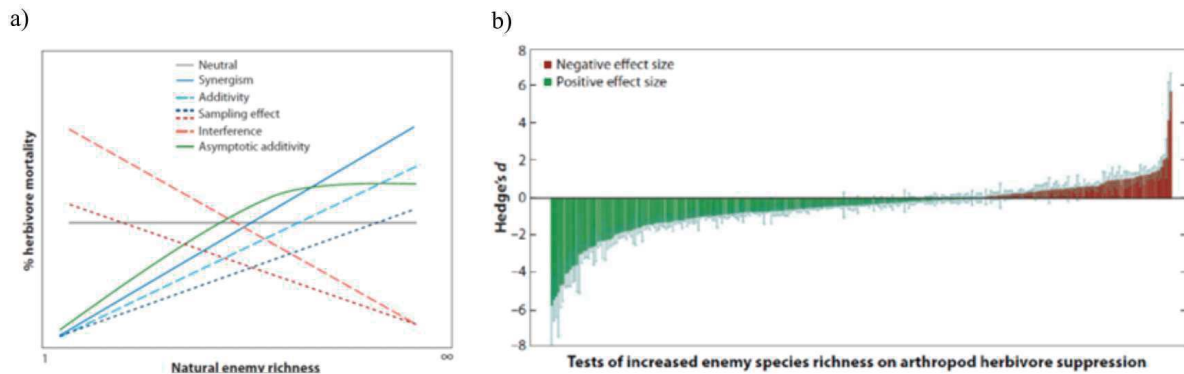 a)
Neutral
Synergism
Additivity
Sampling effect
Interference
Asymptotic additivity
% herbivore mortality
1
∞
Natural enemy richness
b)
8
6
4
2
0
−2
−4
−6
−8
Hedge's d
Negative effect size
Positive effect size
Tests of increased enemy species richness on arthropod herbivore suppression